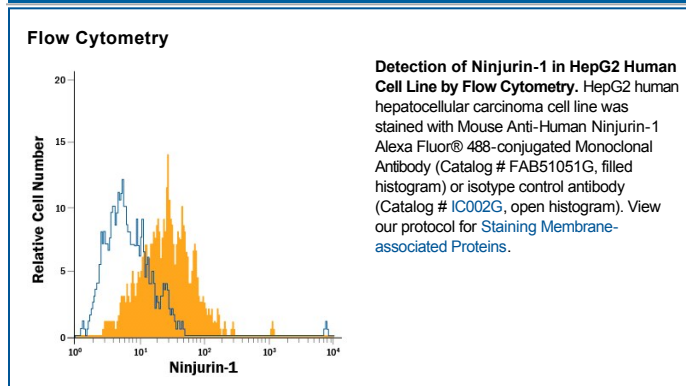 Flow Cytometry
Relative Cell Number
20
15
10
5
0
10⁰ 10¹ 10² 10³ 10⁴
Ninjurin-1
Detection of Ninjurin-1 in HepG2 Human
Cell Line by Flow Cytometry. HepG2 human
hepatocellular carcinoma cell line was
stained with Mouse Anti-Human Ninjurin-1
Alexa Fluor® 488-conjugated Monoclonal
Antibody (Catalog # FAB51051G, filled
histogram) or isotype control antibody
(Catalog # IC002G, open histogram). View
our protocol for Staining Membrane-
associated Proteins.